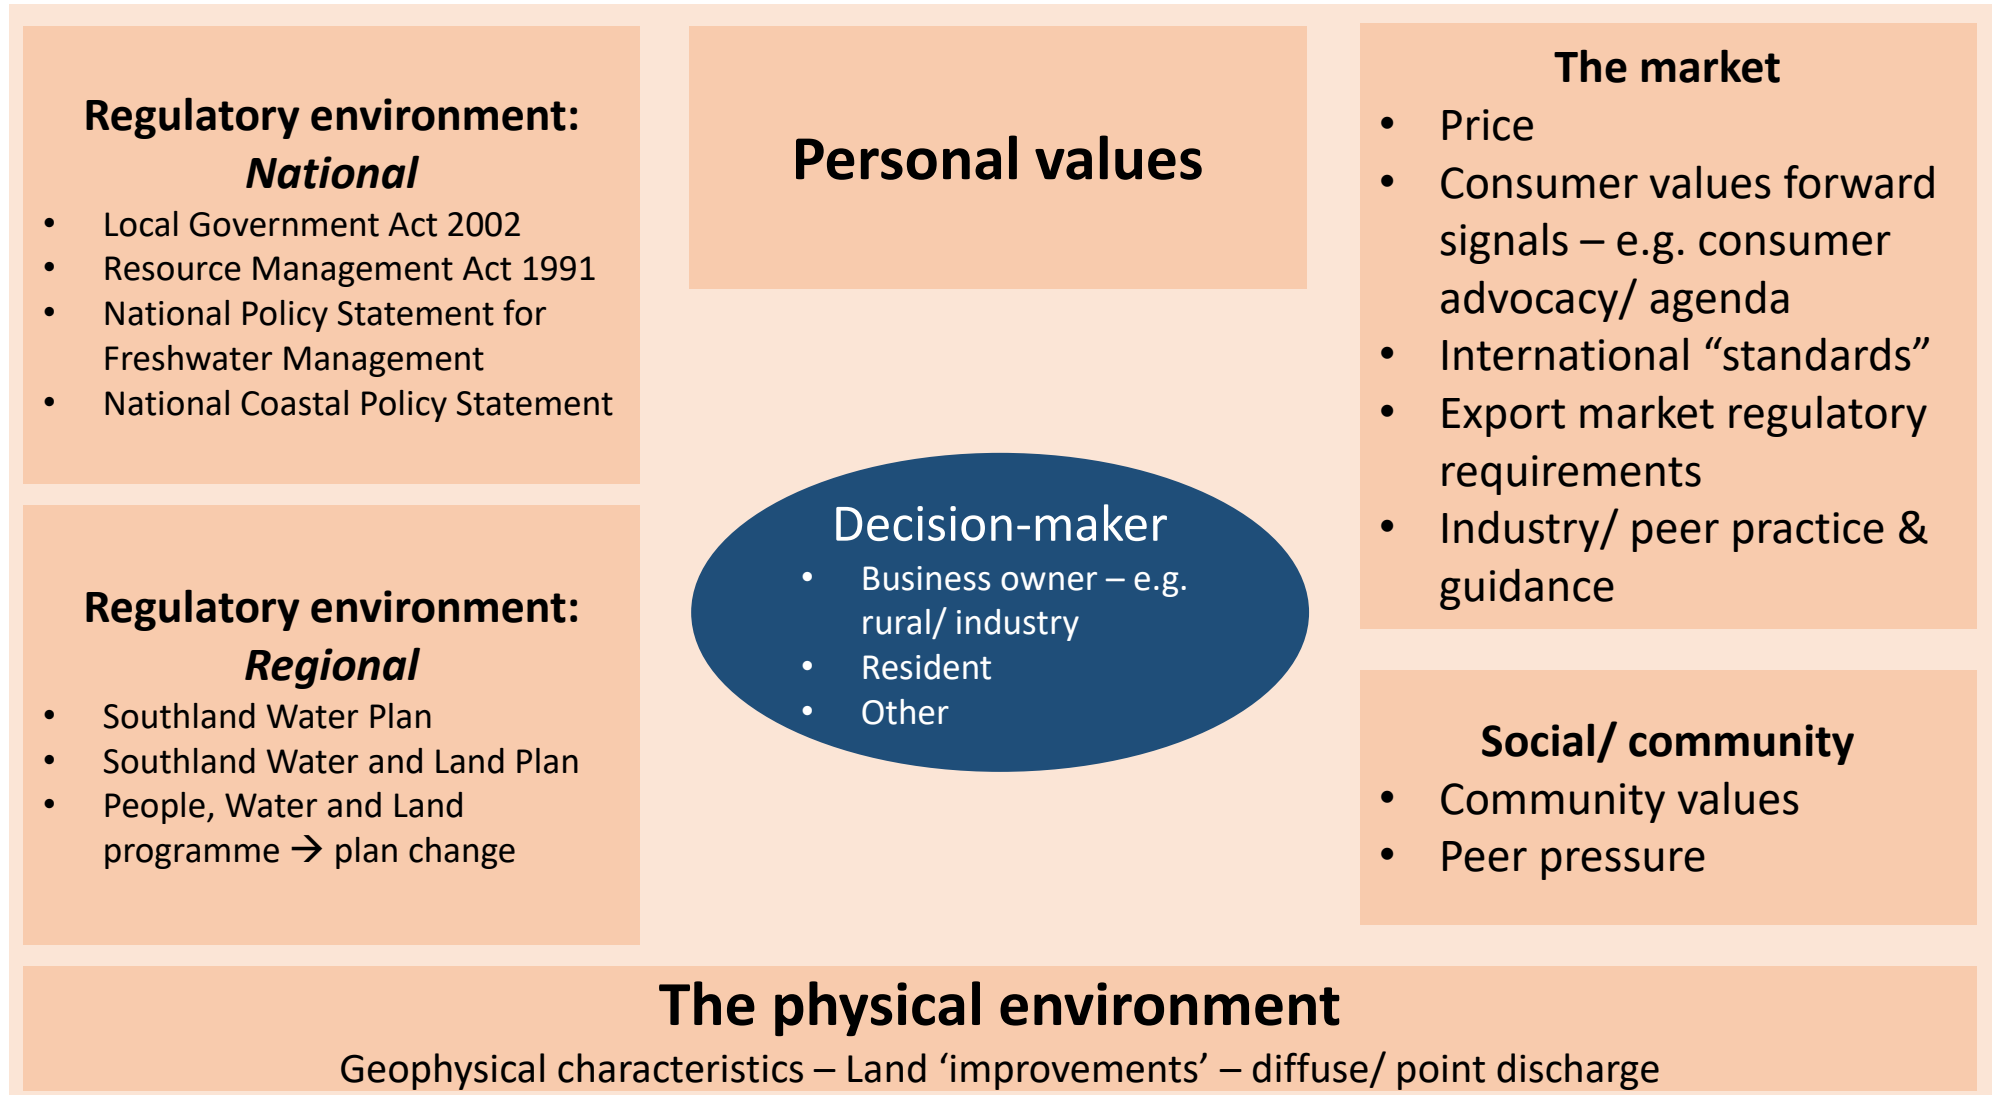 Regulatory environment:
National
• Local Government Act 2002
• Resource Management Act 1991
• National Policy Statement for
Freshwater Management
• National Coastal Policy Statement
Regulatory environment:
Regional
• Southland Water Plan
• Southland Water and Land Plan
• People, Water and Land
programme → plan change
Personal values
Decision-maker
• Business owner – e.g.
rural/ industry
• Resident
• Other
The market
• Price
• Consumer values forward
signals – e.g. consumer
advocacy/ agenda
• International “standards”
• Export market regulatory
requirements
• Industry/ peer practice &
guidance
Social/ community
• Community values
• Peer pressure
The physical environment
Geophysical characteristics – Land ‘improvements’ – diffuse/ point discharge